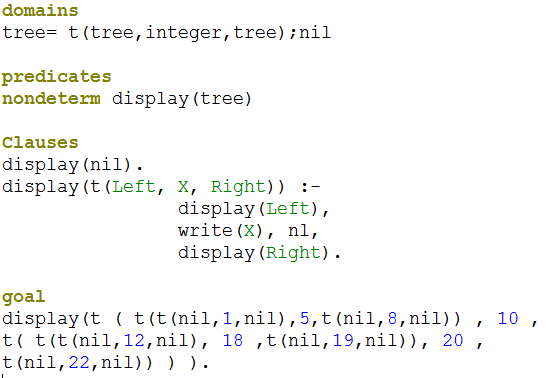 domains
tree= t(tree,integer,tree);nil
predicates
nondeterm display(tree)
Clauses
display(nil).
display(t(Left, X, Right)) :-
display(Left),
write(X), nl,
display(Right).
goal
display(t ( t(t(nil,1,nil),5,t(nil,8,nil)) , 10 ,
t( t(t(nil,12,nil), 18 ,t(nil,19,nil)), 20 ,
t(nil,22,nil)) ) ).